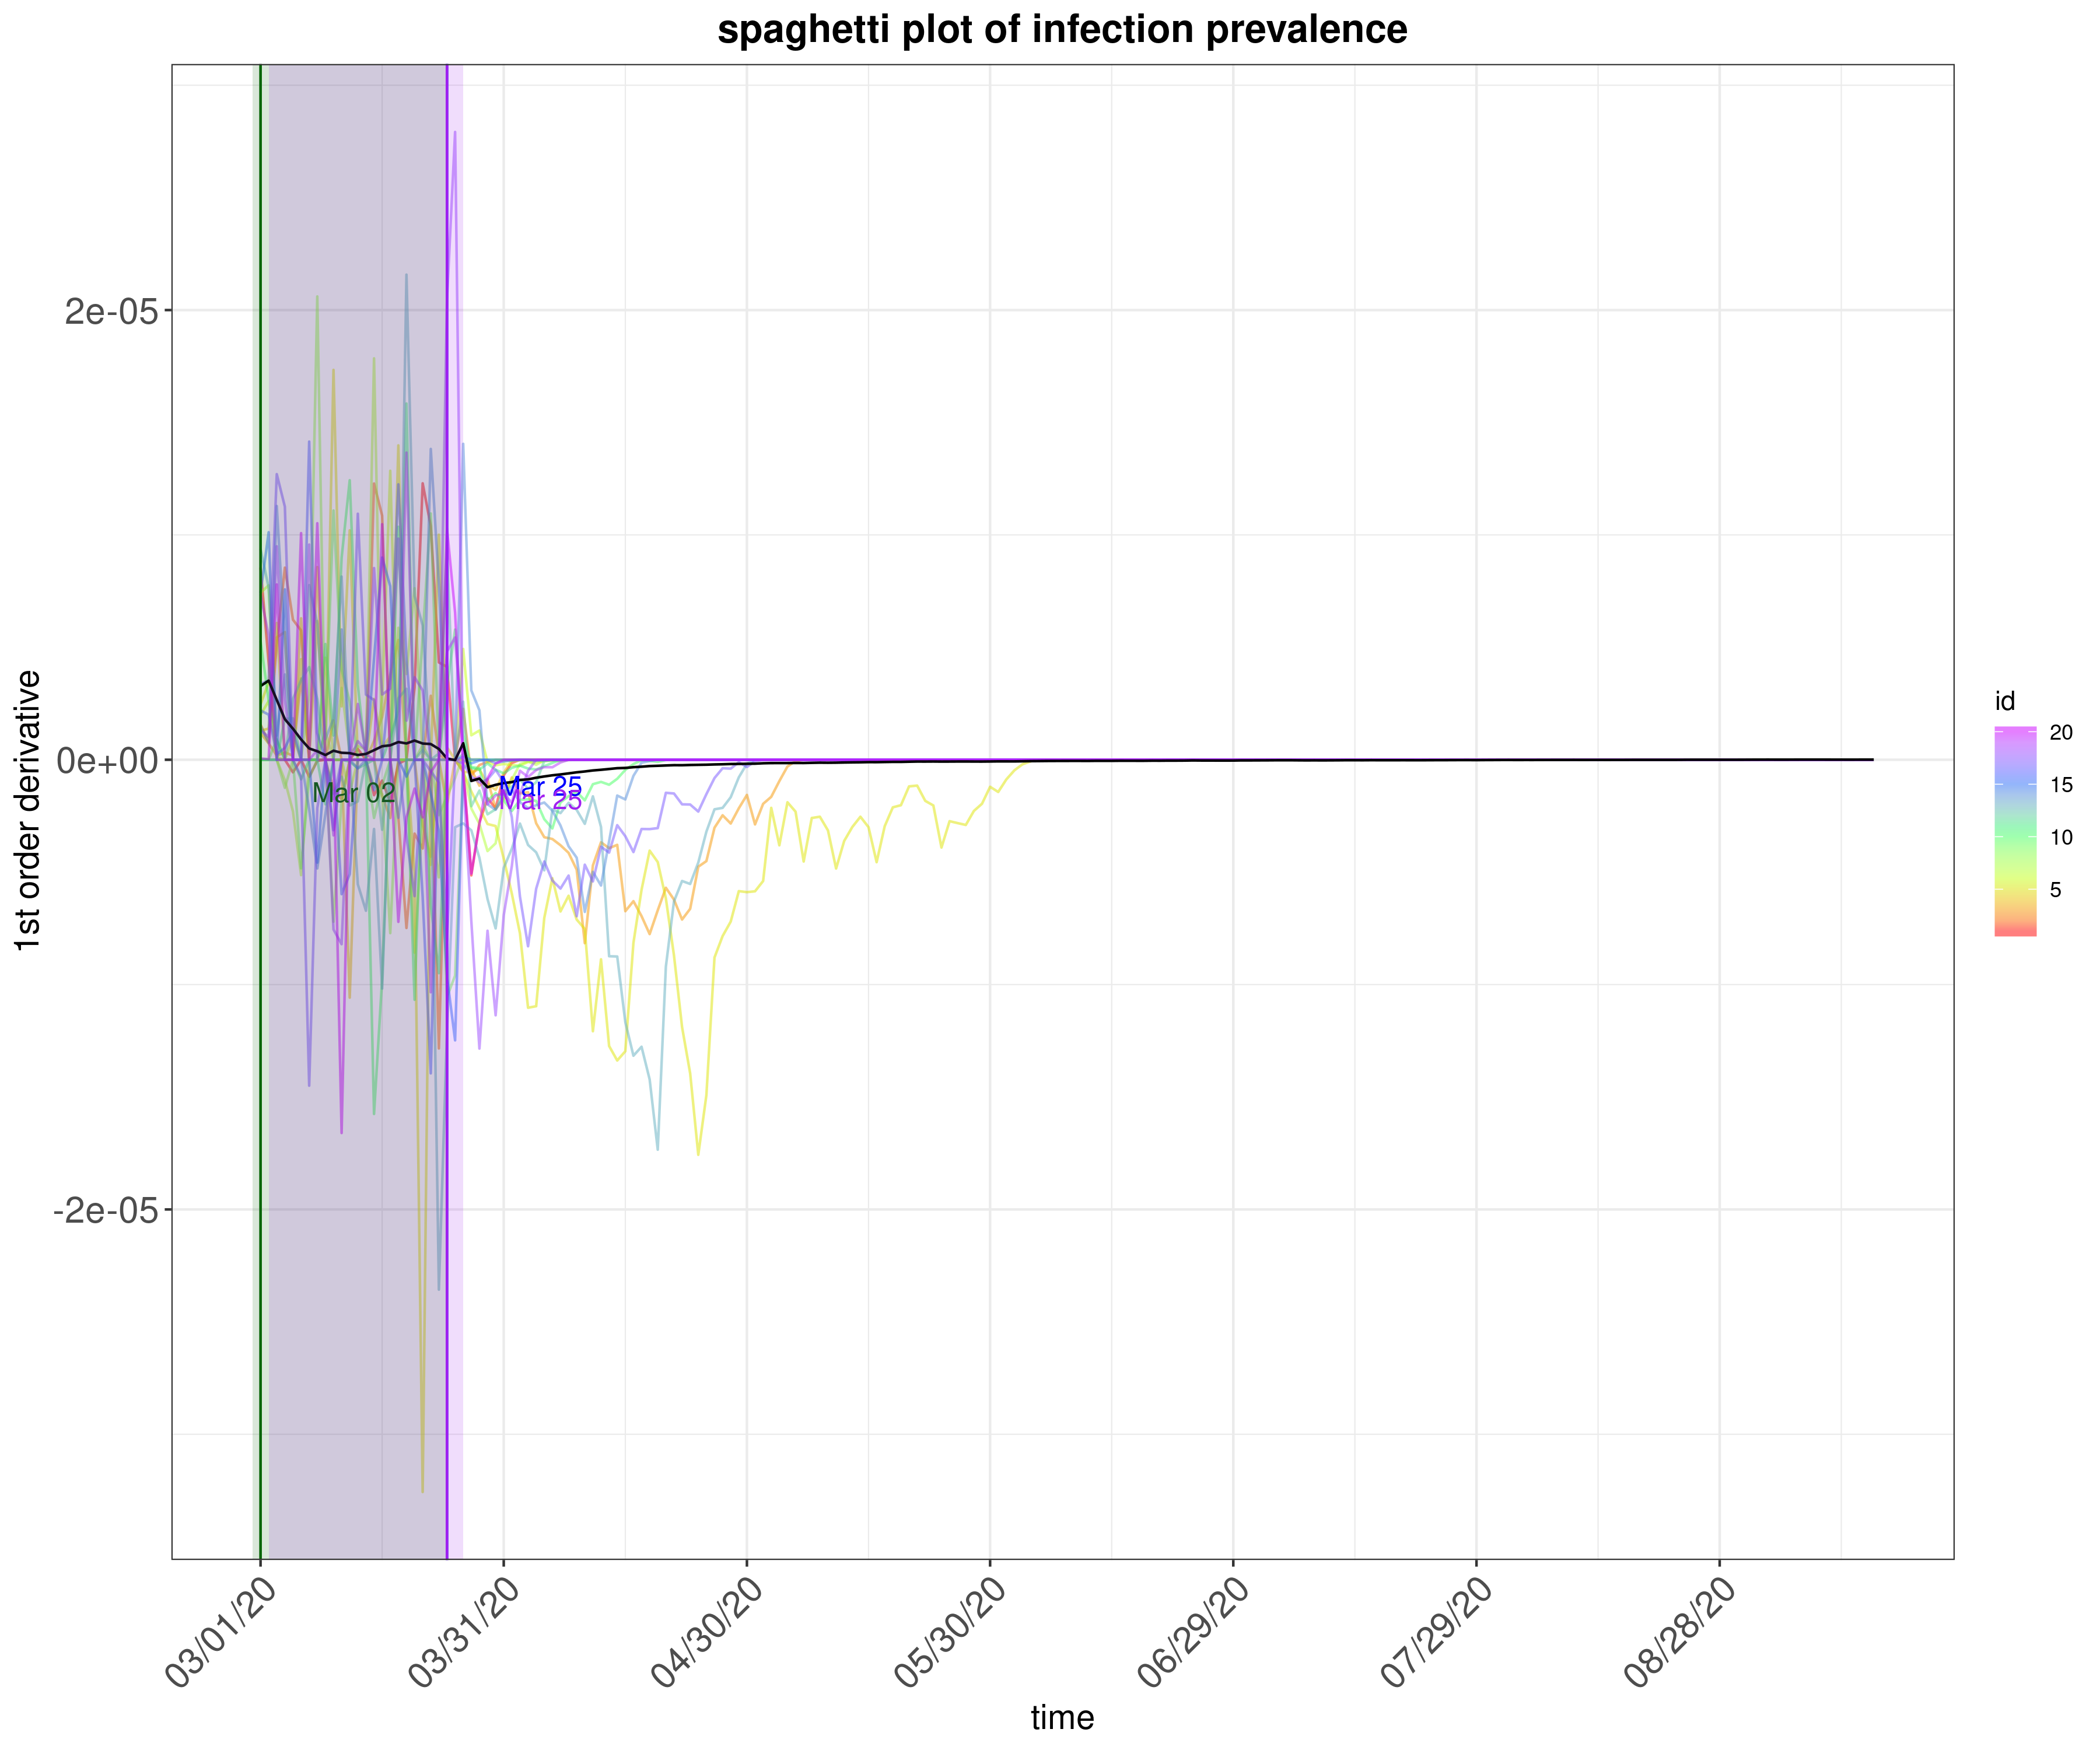 spaghetti plot of infection prevalence
1st order derivative
2e-05
0e+00
-2e-05
Mar 02
Mar 25
Mar 25
id
20
15
10
5
03/01/20
03/31/20
04/30/20
05/30/20
06/29/20
07/29/20
08/28/20
time